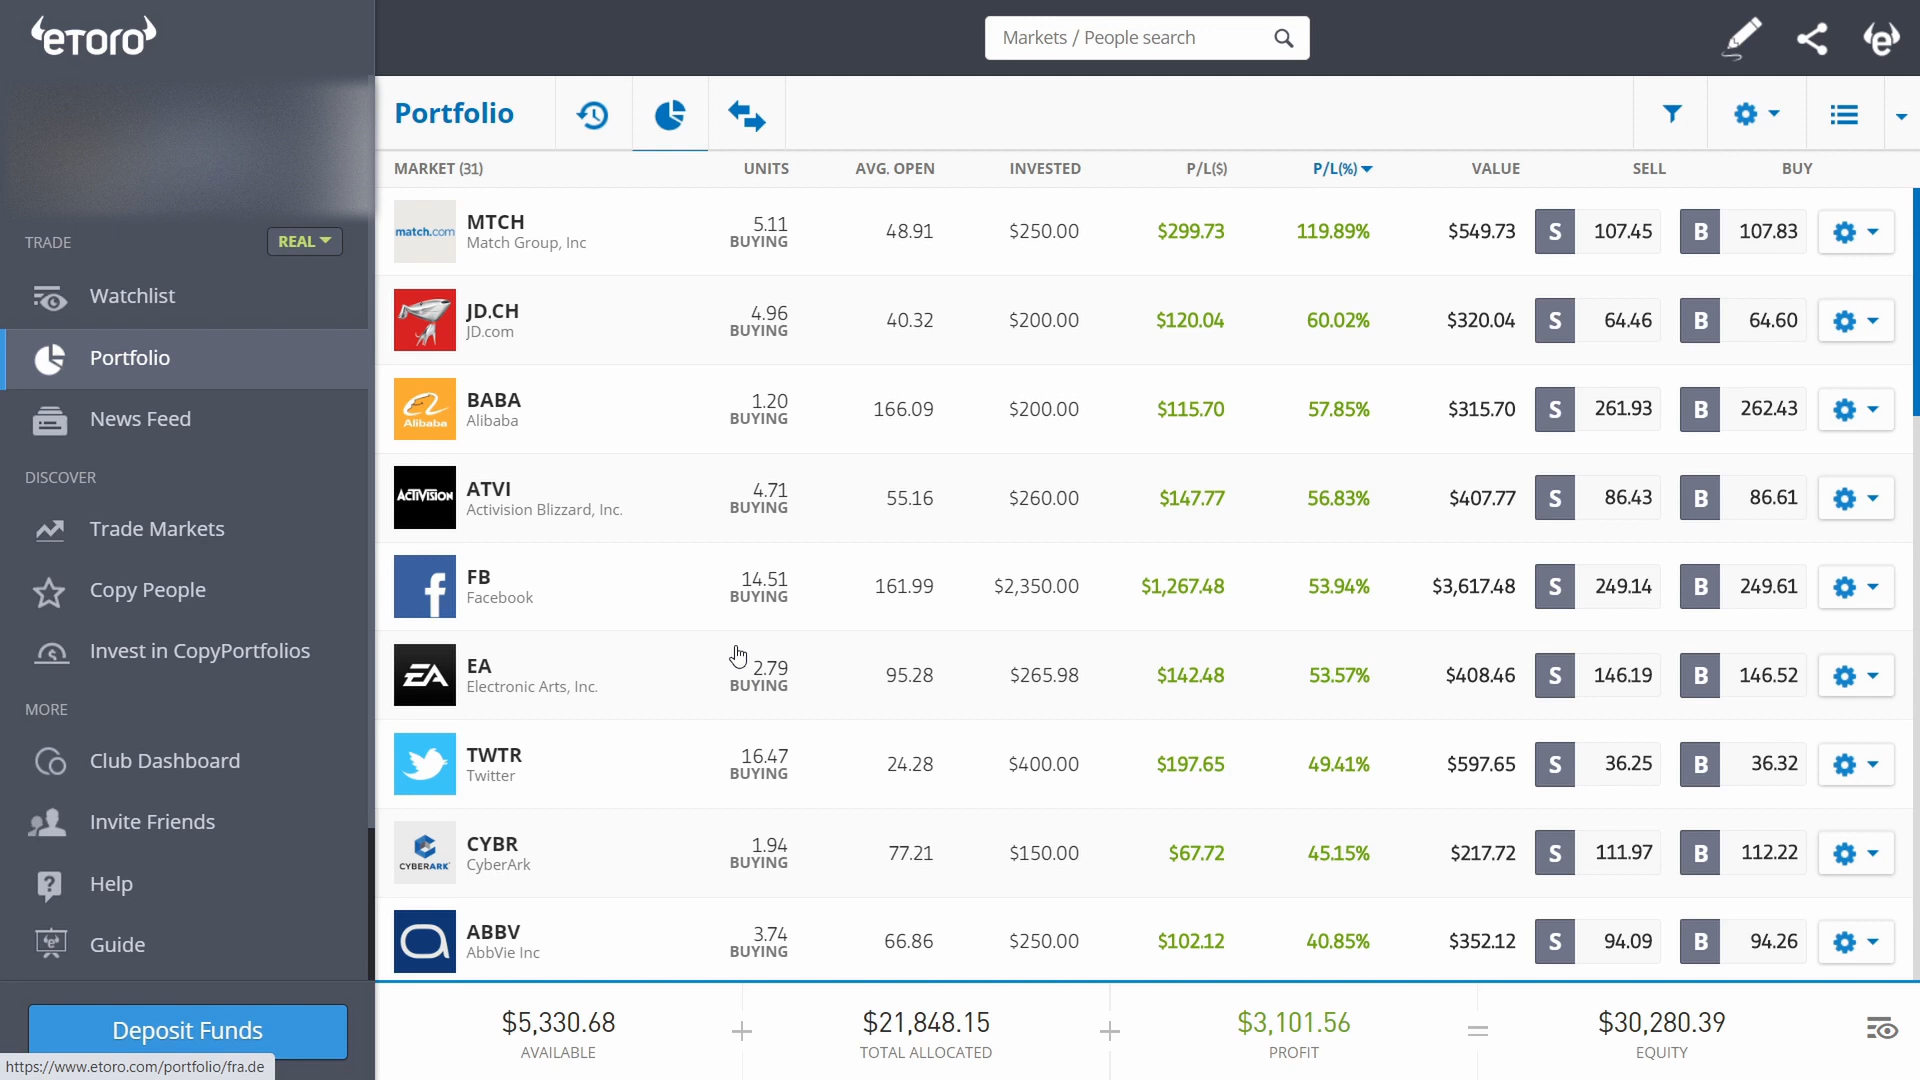 eTORO
Markets / People search
Portfolio
TRADE
REAL
Watchlist
Portfolio
News Feed
DISCOVER
Trade Markets
Copy People
Invest in CopyPortfolios
MORE
Club Dashboard
Invite Friends
Help
Guide
Deposit Funds
https://www.etoro.com/portfolio/fra.de
MARKET (31) UNITS AVG. OPEN INVESTED P/L($) P/L(%) VALUE SELL BUY
match.com MTCH 5.11 48.91 $250.00 $299.73 119.89% $549.73 S 107.45 B 107.83
Match Group, Inc BUYING
JD.CH 4.96 40.32 $200.00 $120.04 60.02% $320.04 S 64.46 B 64.60
JD.com BUYING
Alibaba BABA 1.20 166.09 $200.00 $115.70 57.85% $315.70 S 261.93 B 262.43
Alibaba BUYING
ACTIVISION ATVI 4.71 55.16 $260.00 $147.77 56.83% $407.77 S 86.43 B 86.61
Activision Blizzard, Inc. BUYING
f FB 14.51 161.99 $2,350.00 $1,267.48 53.94% $3,617.48 S 249.14 B 249.61
Facebook BUYING
EA EA 2.79 95.28 $265.98 $142.48 53.57% $408.46 S 146.19 B 146.52
Electronic Arts, Inc. BUYING
TWTR 16.47 24.28 $400.00 $197.65 49.41% $597.65 S 36.25 B 36.32
Twitter BUYING
CYBERARK CYBR 1.94 77.21 $150.00 $67.72 45.15% $217.72 S 111.97 B 112.22
CyberArk BUYING
ABBV 3.74 66.86 $250.00 $102.12 40.85% $352.12 S 94.09 B 94.26
AbbVie Inc BUYING
$5,330.68 + $21,848.15 + $3,101.56 = $30,280.39
AVAILABLE TOTAL ALLOCATED PROFIT EQUITY